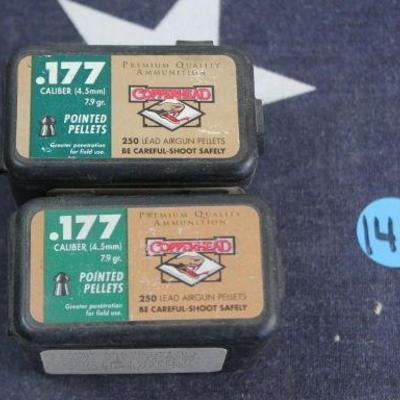 .177
CALIBER (4.5mm)
7.9 gr.
POINTED
PELLETS
Greater penetration
for field use.
PREMIUM QUALITY
AMMUNITION
COPPERHEAD
250 LEAD AIRGUN PELLETS
BE CAREFUL-SHOOT SAFELY
.177
CALIBER (4.5mm)
7.9 gr.
POINTED
PELLETS
Greater penetration
for field use.
PREMIUM QUALITY
AMMUNITION
COPPERHEAD
250 LEAD AIRGUN PELLETS
BE CAREFUL-SHOOT SAFELY
14